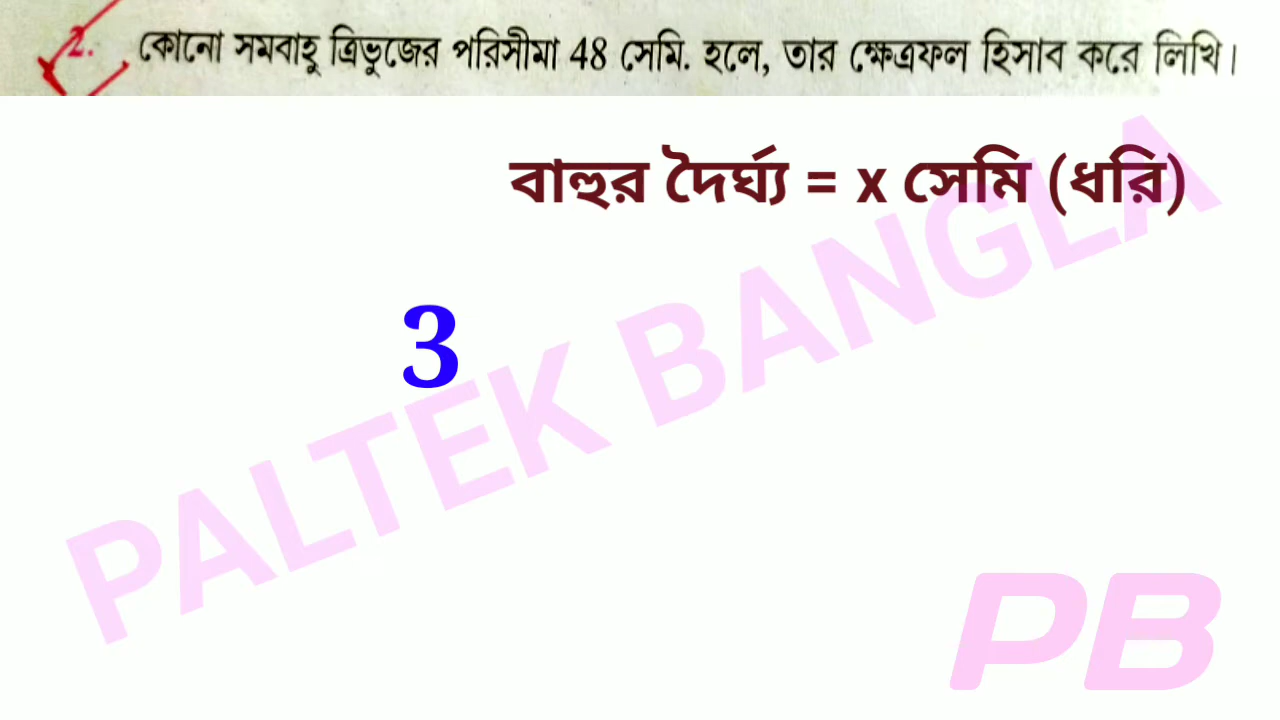 2. কোনো সমবাহু ত্রিভুজের পরিসীমা 48 সেমি. হলে, তার ক্ষেত্রফল হিসাব করে লিখি।
বাহুর দৈর্ঘ্য = x সেমি (ধরি)
3
PALTEK BANGLA
PB